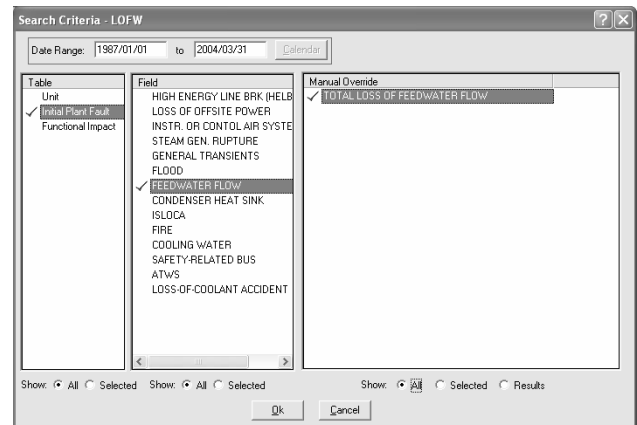 Search Criteria - LOFW
Date Range: 1987/01/01 to 2004/03/31 Calendar
Table
Unit
Initial Plant Fault
Functional Impact
Field
HIGH ENERGY LINE BRK (HELB
LOSS OF OFFSITE POWER
INSTR. OR CONTOL AIR SYSTE
STEAM GEN. RUPTURE
GENERAL TRANSIENTS
FLOOD
FEEDWATER FLOW
CONDENSER HEAT SINK
ISLOCA
FIRE
COOLING WATER
SAFETY-RELATED BUS
ATWS
LOSS-OF-COOLANT ACCIDENT
Manual Override
TOTAL LOSS OF FEEDWATER FLOW
Show: All Selected Show: All Selected Show: All Selected Results
Ok Cancel